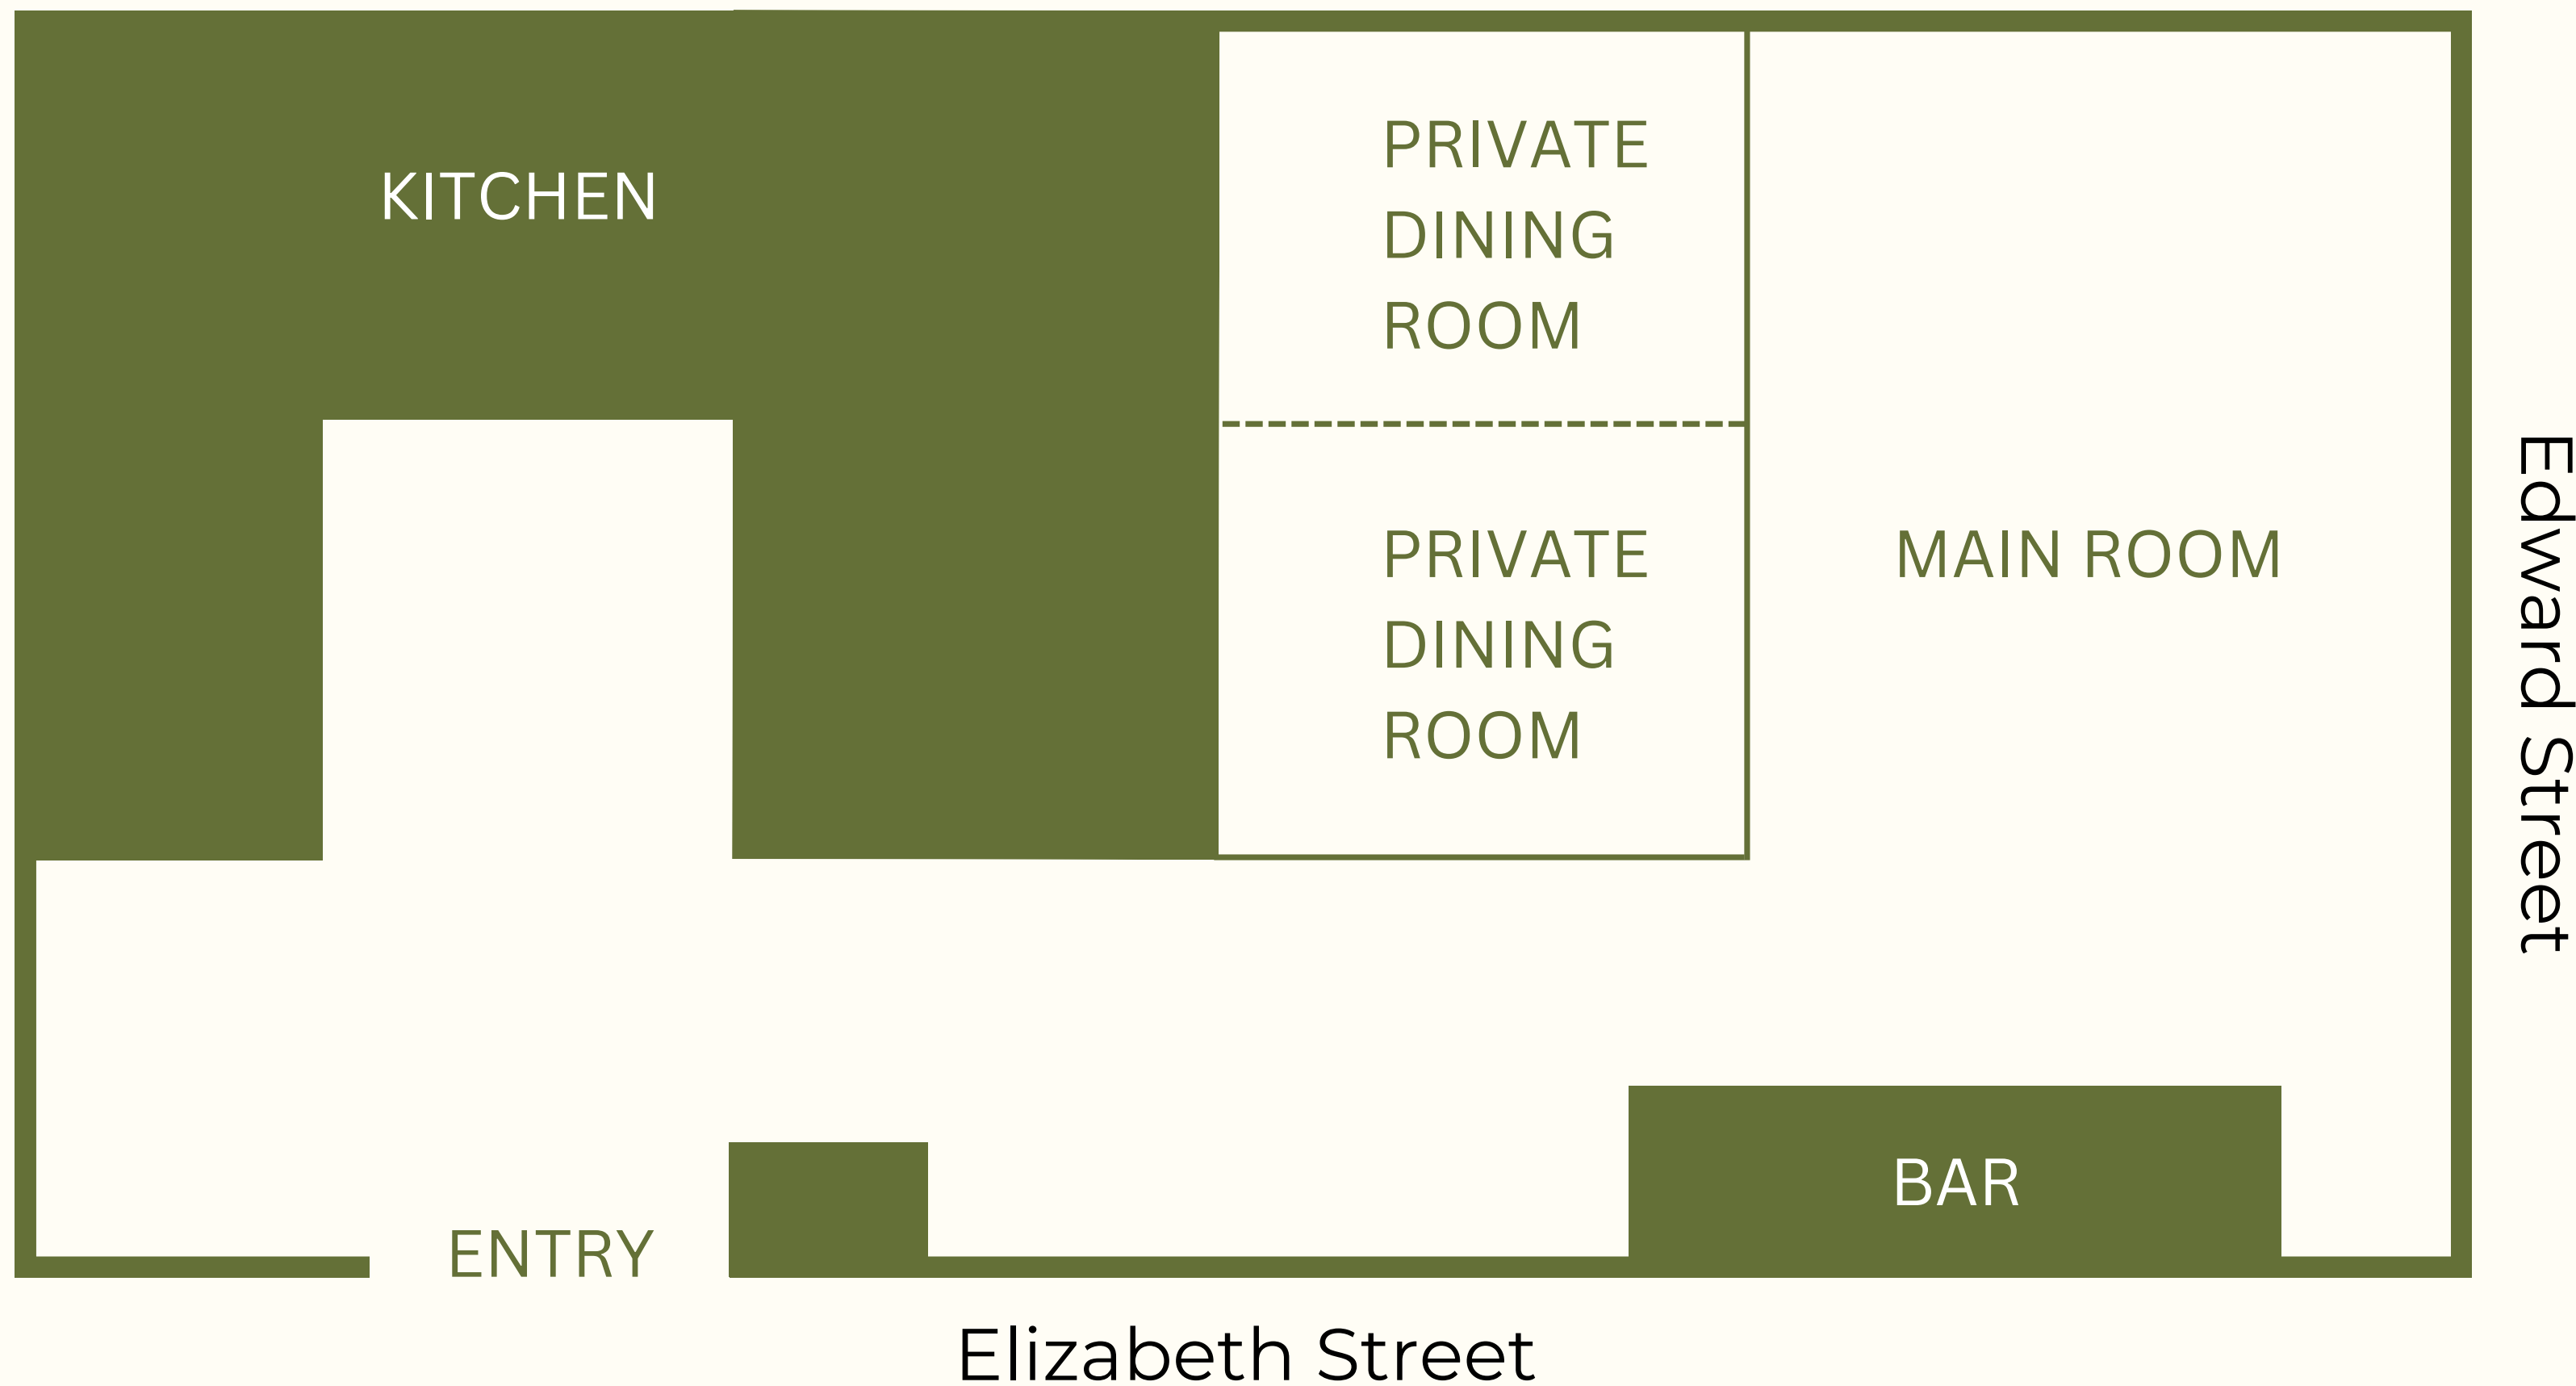 KITCHEN
PRIVATE
DINING
ROOM
PRIVATE
DINING
ROOM
MAIN ROOM
Edward Street
BAR
ENTRY
Elizabeth Street